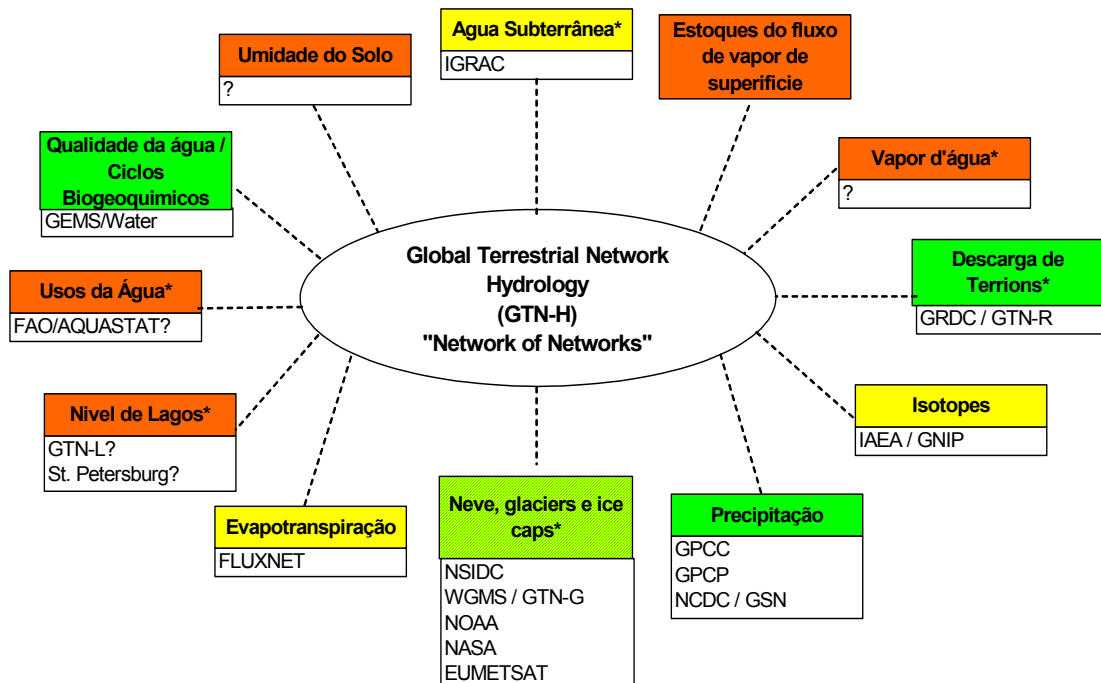 Agua Subterrânea*
IGRAC
Estoques do fluxo
de vapor de
superificie
Umidade do Solo
?
Qualidade da água /
Ciclos
Biogeoquimicos
GEMS/Water
Vapor d'água*
?
Usos da Água*
FAO/AQUASTAT?
Global Terrestrial Network
Hydrology
(GTN-H)
"Network of Networks"
Descarga de
Terrions*
GRDC / GTN-R
Nivel de Lagos*
GTN-L?
St. Petersburg?
Isotopes
IAEA / GNIP
Evapotranspiração
FLUXNET
Neve, glaciers e ice
caps*
NSIDC
WGMS / GTN-G
NOAA
NASA
EUMETSAT
Precipitação
GPCC
GPCP
NCDC / GSN